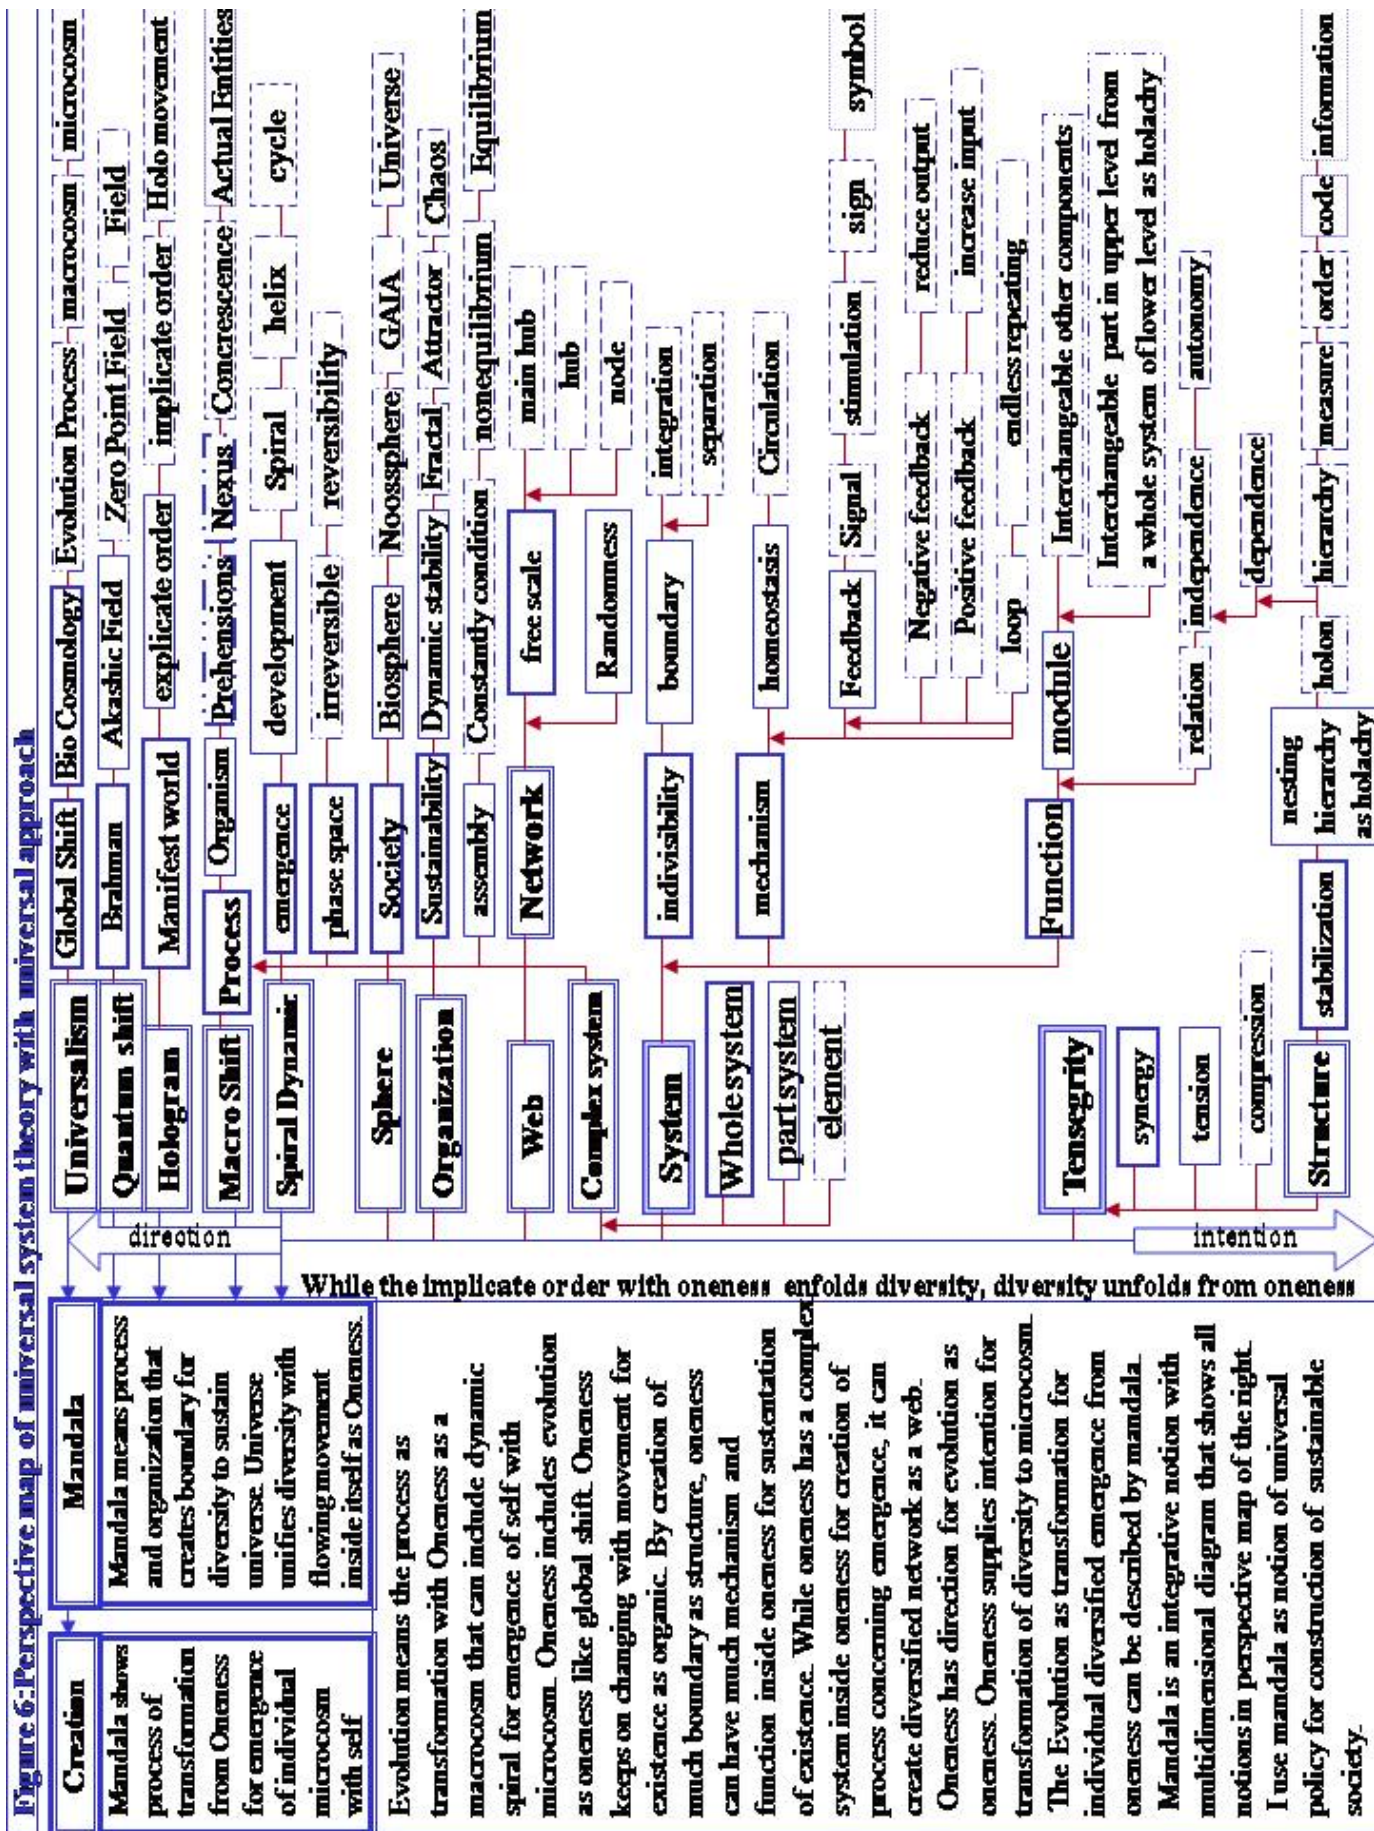 Figure 6:Perspective map of universal system theory with universal approach
Creation
Mandala shows
process of
transformation
from Oneness
for emergence
of individual
microcosm
with self
Mandala
Mandala means process
and organization that
creates boundary for
diversity to sustain
universe. Universe
unifies diversity with
flowing movement
inside itself as Oneness.
Evolution means the process as
transformation with Oneness as a
macrocosm that can include dynamic
spiral for emergence of self with
microcosm. Oneness includes evolution
as oneness like global shift. Oneness
keeps on changing with movement for
existence as organic. By creation of
much boundary as structure, oneness
can have much mechanism and
function inside oneness for sustentation
of existence. While oneness has a complex
system inside oneness for creation of
process concerning emergence, it can
create diversified network as a web.
Oneness has direction for evolution as
oneness. Oneness supplies intention for
transformation of diversity to microcosm.
The Evolution as transformation for
individual diversified emergence from
oneness can be described by mandala.
Mandala is an integrative notion with
multidimensional diagram that shows all
notions in perspective map of the right.
I use mandala as notion of universal
policy for construction of sustainable
society.
While the implicate order with oneness enfolds diversity, diversity unfolds from oneness
direction
intention
Universalism Global Shift Bio Cosmology Evolution Process macrocosm microcosm
Quantum shift Brahman Akashic Field Zero Point Field Field
Hologram Manifest world explicate order implicate order Holo movement
Macro Shift Process Organism Prehensions Nexus Concrescence Actual Entities
Spiral Dynamic emergence development Spiral helix cycle
phase space irreversible reversibility
Sphere Society Biosphere Noossphere GAIA Universe
Organization Sustainability Dynamic stability Fractal Attractor Chaos
assembly Constantly condition nonequilibrium Equilibrium
Web Network free scale main hub
hub
Randomness node
Complex system
System indivisibility boundary integration
separation
Whole system
part system mechanism homeostasis Circulation
element Feedback Signal stimulation sign symbol
Negative feedback reduce output
Positive feedback increase input
loop endless repeating
Function module Interchangeable other components
Interchangeable part in upper level from
a whole system of lower level as holachy
Tensegrity
synergy
tension relation independence autonomy
compression dependence
Structure stabilization nesting
hierarchy
as holachy
holon hierarchy measure order code information